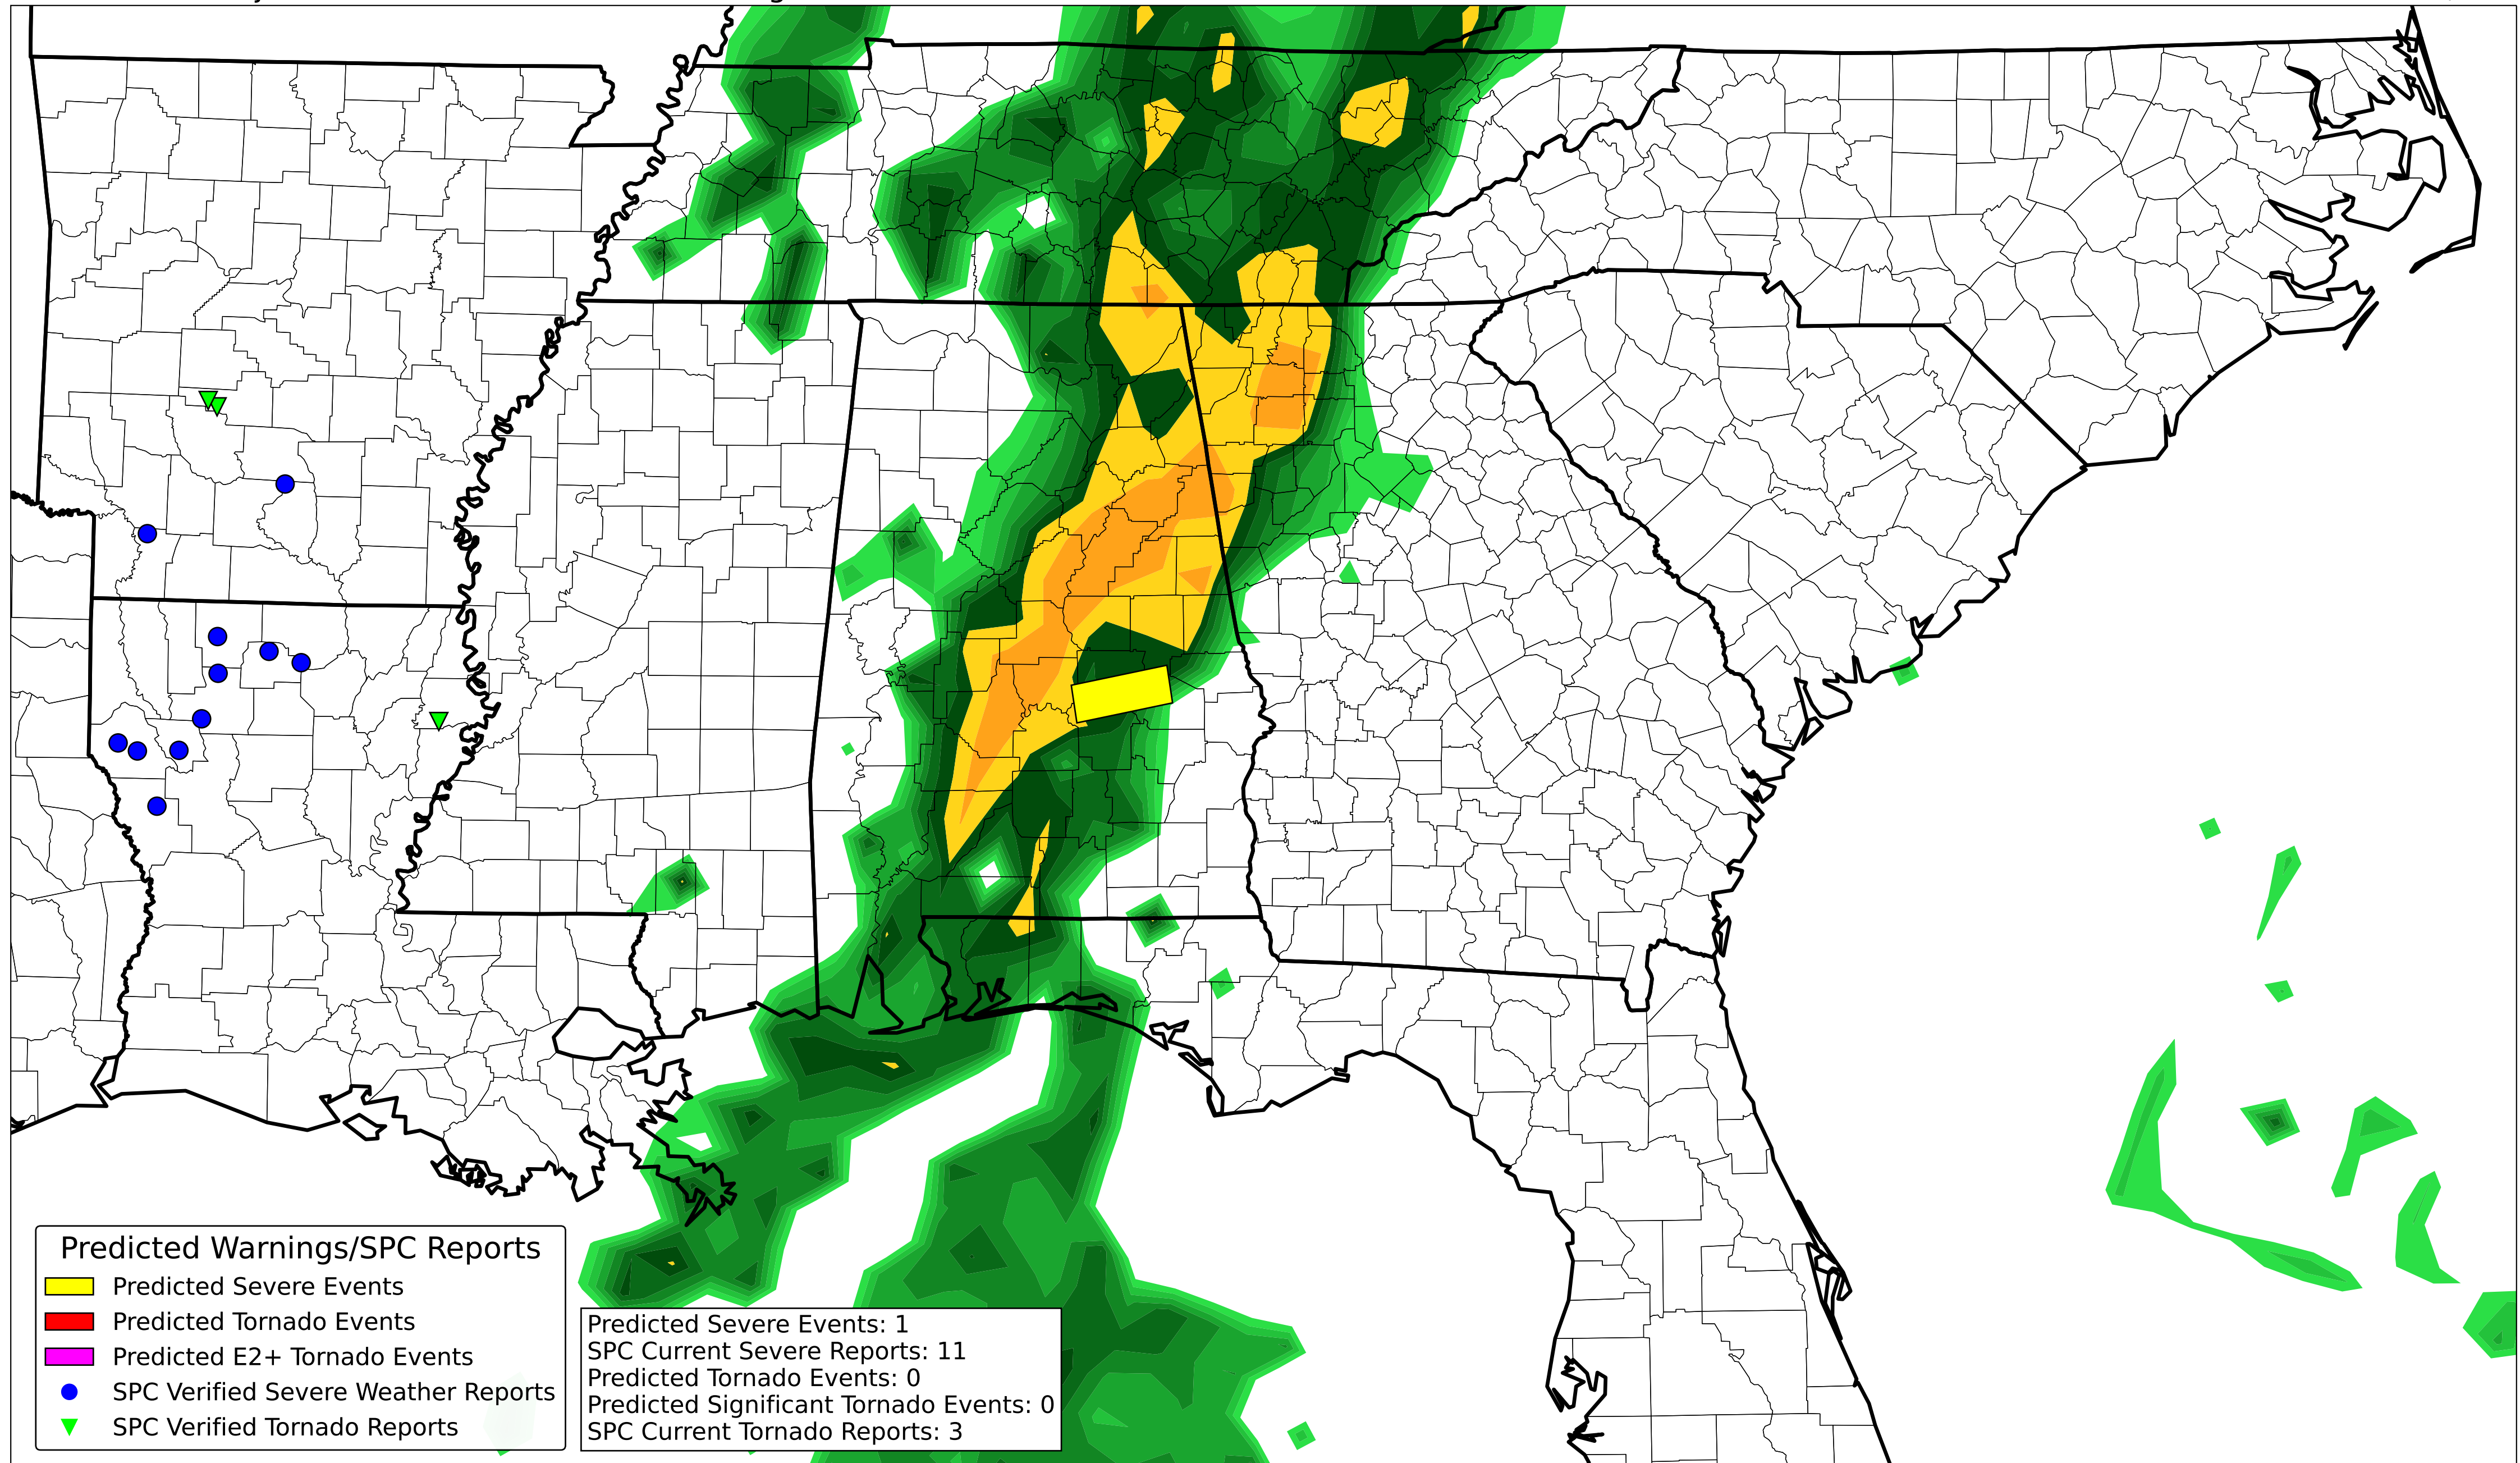 Predicted Warnings/SPC Reports
Predicted Severe Events
Predicted Tornado Events
Predicted E2+ Tornado Events
SPC Verified Severe Weather Reports
SPC Verified Tornado Reports
Predicted Severe Events: 1
SPC Current Severe Reports: 11
Predicted Tornado Events: 0
Predicted Significant Tornado Events: 0
SPC Current Tornado Reports: 3